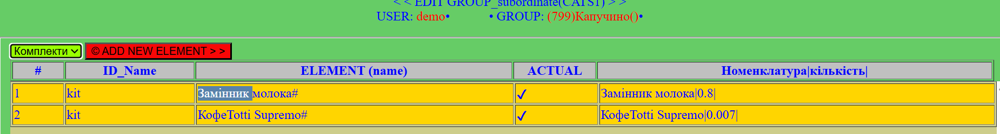 < < EDIT GROUP_subordinate(CATS1) > >
USER: demo• • GROUP: (799)Капучино()•
Комплекти © ADD NEW ELEMENT > >
# ID_Name ELEMENT (name) ACTUAL Номенклатура|кількість|
1 kit Замінник молока# ✓ Замінник молока|0.8|
2 kit КофеTotti Supremo# ✓ КофеTotti Supremo|0.007|